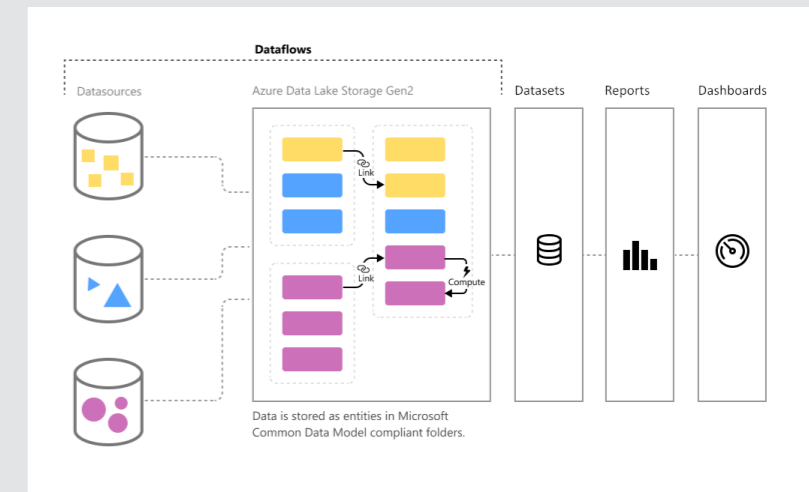 Dataflows
Datasources
Azure Data Lake Storage Gen2
Datasets
Reports
Dashboards
Link
Link
Compute
Data is stored as entities in Microsoft
Common Data Model compliant folders.